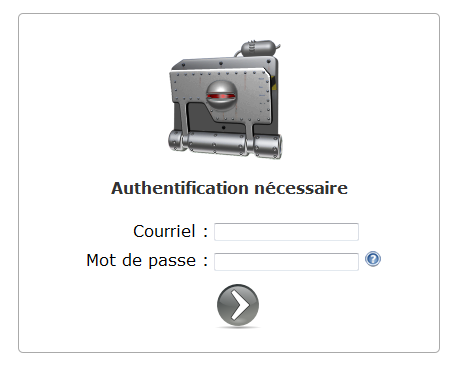 Authentification nécessaire
Courriel :
Mot de passe :
?